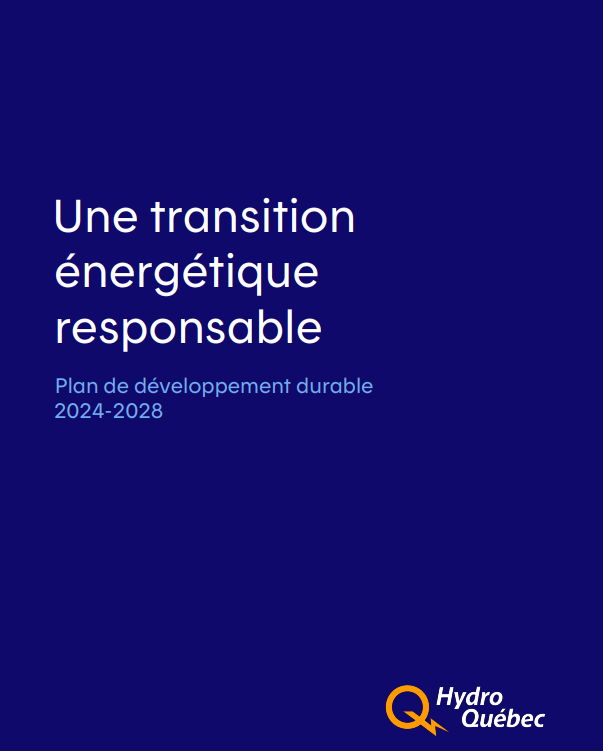 Une transition
énergétique
responsable
Plan de développement durable
2024-2028
Hydro
Québec